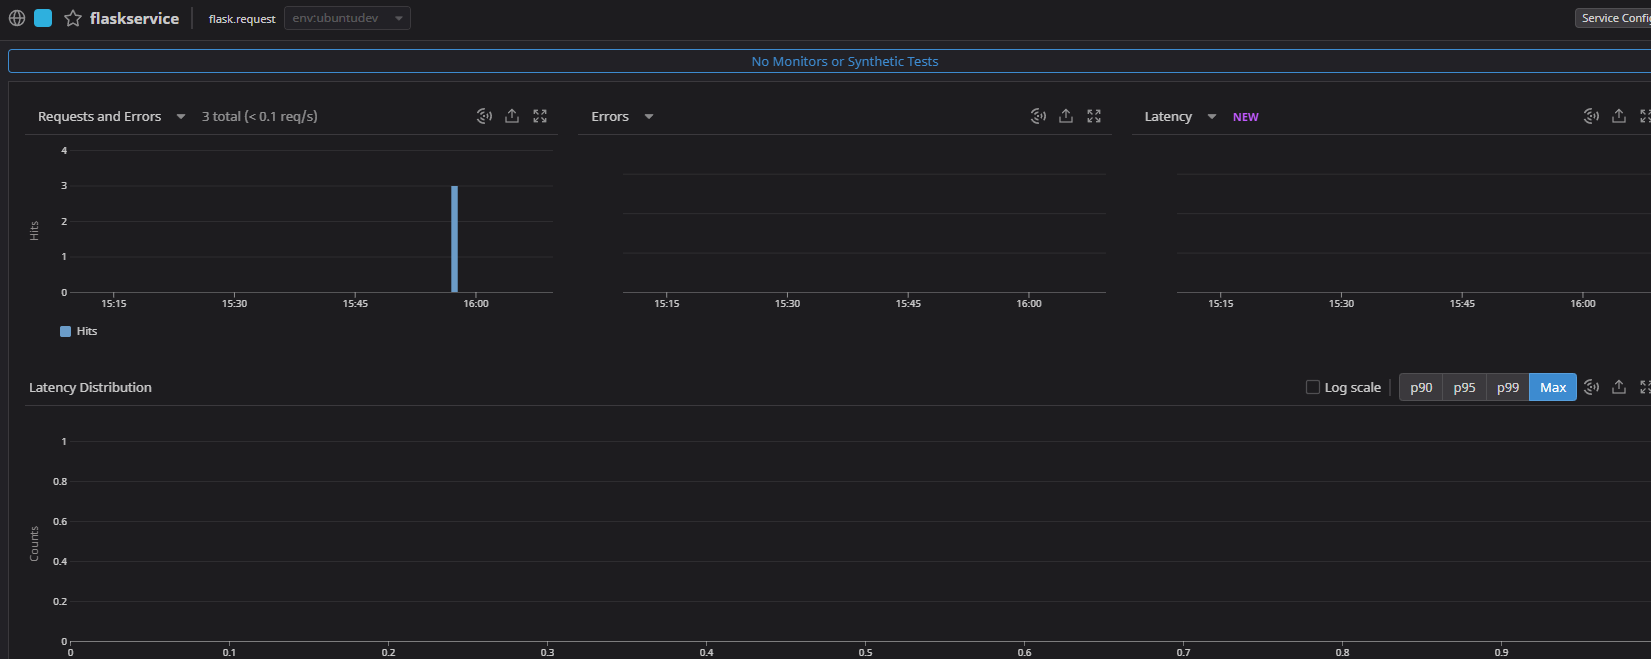 flaskservice flask.request env:ubuntudev Service Config
No Monitors or Synthetic Tests
Requests and Errors 3 total (< 0.1 req/s)
4
3
2
1
0
Hits
15:15 15:30 15:45 16:00
Hits
Errors
15:15 15:30 15:45 16:00
Latency NEW
15:15 15:30 15:45 16:00
Latency Distribution Log scale p90 p95 p99 Max
1
0.8
0.6
0.4
0.2
0
Counts
0 0.1 0.2 0.3 0.4 0.5 0.6 0.7 0.8 0.9